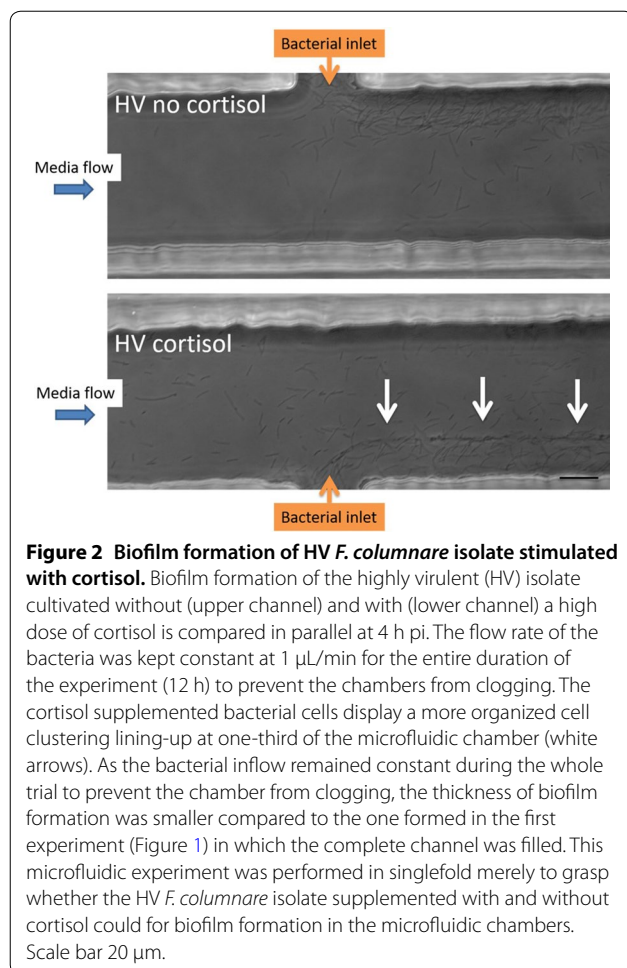 Bacterial inlet
HV no cortisol
Media flow
HV cortisol
Media flow
Bacterial inlet
Figure 2 Biofilm formation of HV F. columnare isolate stimulated
with cortisol. Biofilm formation of the highly virulent (HV) isolate
cultivated without (upper channel) and with (lower channel) a high
dose of cortisol is compared in parallel at 4 h pi. The flow rate of the
bacteria was kept constant at 1 µL/min for the entire duration of
the experiment (12 h) to prevent the chambers from clogging. The
cortisol supplemented bacterial cells display a more organized cell
clustering lining-up at one-third of the microfluidic chamber (white
arrows). As the bacterial inflow remained constant during the whole
trial to prevent the chamber from clogging, the thickness of biofilm
formation was smaller compared to the one formed in the first
experiment (Figure 1) in which the complete channel was filled. This
microfluidic experiment was performed in singlefold merely to grasp
whether the HV F. columnare isolate supplemented with and without
cortisol could for biofilm formation in the microfluidic chambers.
Scale bar 20 µm.